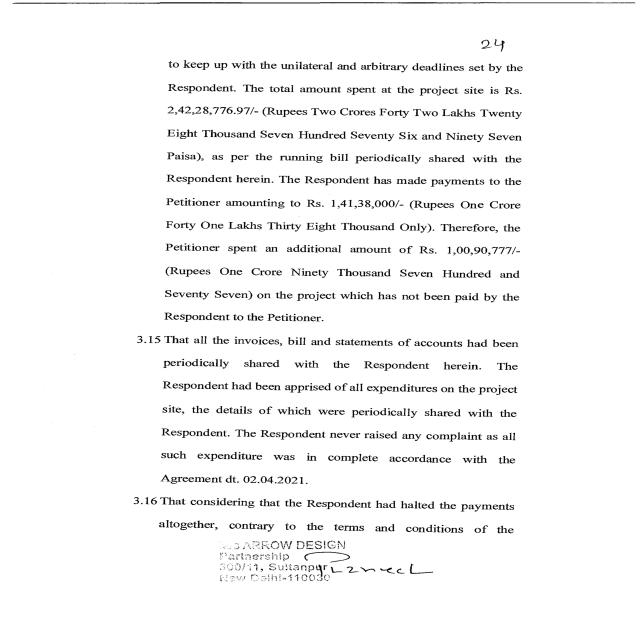 24
to keep up with the unilateral and arbitrary deadlines set by the
Respondent. The total amount spent at the project site is Rs.
2,42,28,776.97/- (Rupees Two Crores Forty Two Lakhs Twenty
Eight Thousand Seven Hundred Seventy Six and Ninety Seven
Paisa), as per the running bill periodically shared with the
Respondent herein. The Respondent has made payments to the
Petitioner amounting to Rs. 1,41,38,000/- (Rupees One Crore
Forty One Lakhs Thirty Eight Thousand Only). Therefore, the
Petitioner spent an additional amount of Rs. 1,00,90,777/-
(Rupees One Crore Ninety Thousand Seven Hundred and
Seventy Seven) on the project which has not been paid by the
Respondent to the Petitioner.
3.15 That all the invoices, bill and statements of accounts had been
periodically shared with the Respondent herein. The
Respondent had been apprised of all expenditures on the project
site, the details of which were periodically shared with the
Respondent. The Respondent never raised any complaint as all
such expenditure was in complete accordance with the
Agreement dt. 02.04.2021.
3.16 That considering that the Respondent had halted the payments
altogether, contrary to the terms and conditions of the
ARROW DESIGN
Partnership
300/11, Sultanpur
New Delhi-110030